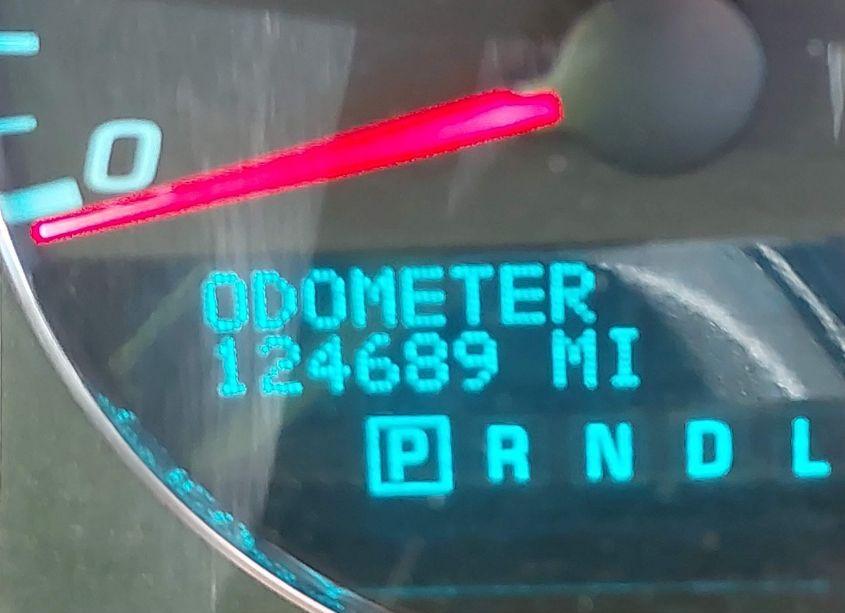 0
ODOMETER
124689 MI
P R N D L